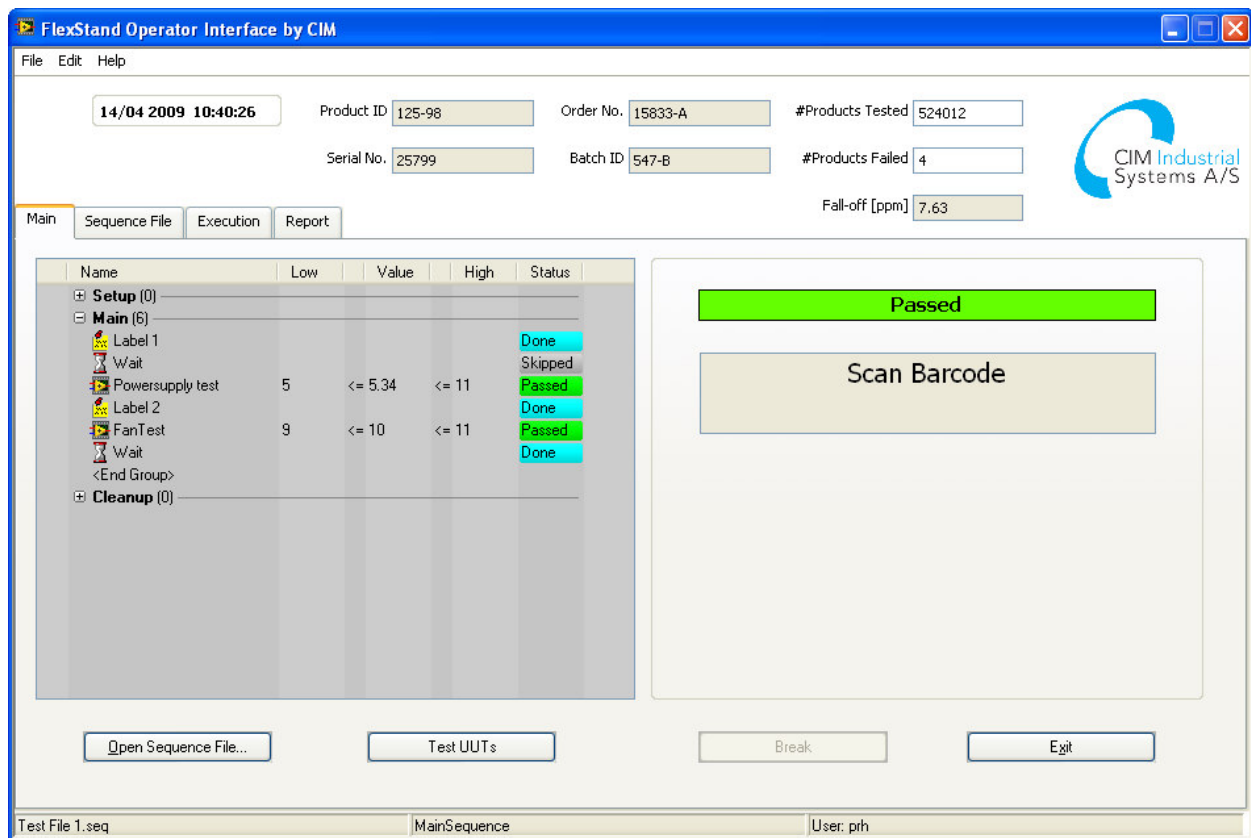 FlexStand Operator Interface by CIM
File Edit Help
14/04 2009 10:40:26 Product ID 125-98 Order No. 15833-A #Products Tested 524012
Serial No. 25799 Batch ID 547-B #Products Failed 4
CIM Industrial
Systems A/S
Fall-off [ppm] 7.63
Main Sequence File Execution Report
Name Low Value High Status
Setup (0)
Main (6)
Label 1 Done
Wait Skipped
Powersupply test 5 <= 5.34 <= 11 Passed
Label 2 Done
FanTest 9 <= 10 <= 11 Passed
Wait Done
<End Group>
Cleanup (0)
Passed
Scan Barcode
Open Sequence File... Test UUTs Break Exit
Test File 1.seq MainSequence User: prh